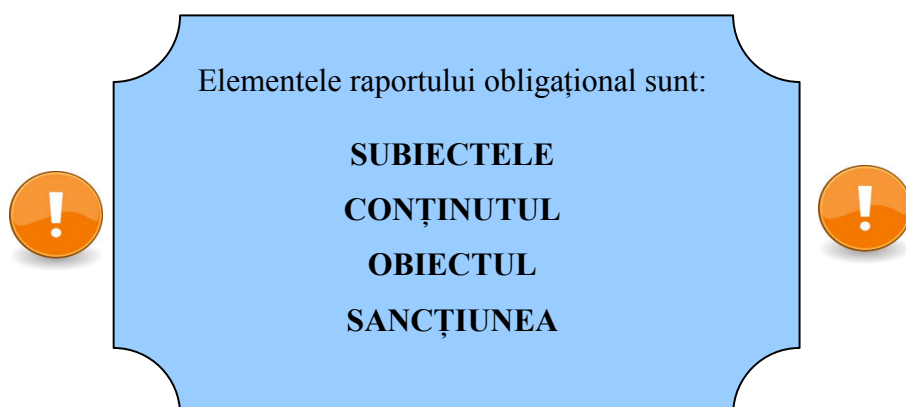 Elementele raportului obligațional sunt:
SUBIECTELE
CONȚINUTUL
OBIECTUL
SANCȚIUNEA